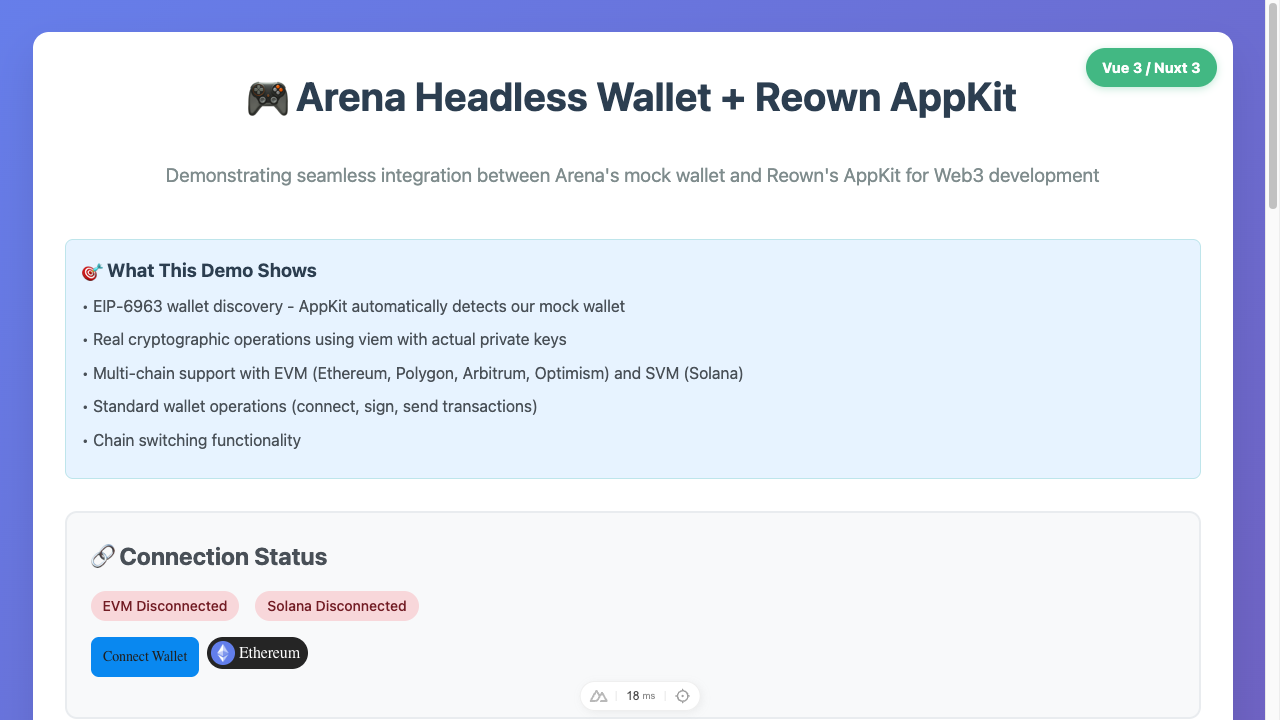 Vue 3 / Nuxt 3
🎮 Arena Headless Wallet + Reown AppKit
Demonstrating seamless integration between Arena's mock wallet and Reown's AppKit for Web3 development
🎯 What This Demo Shows
• EIP-6963 wallet discovery - AppKit automatically detects our mock wallet
• Real cryptographic operations using viem with actual private keys
• Multi-chain support with EVM (Ethereum, Polygon, Arbitrum, Optimism) and SVM (Solana)
• Standard wallet operations (connect, sign, send transactions)
• Chain switching functionality
🔗 Connection Status
EVM Disconnected Solana Disconnected
Connect Wallet Ethereum
18 ms